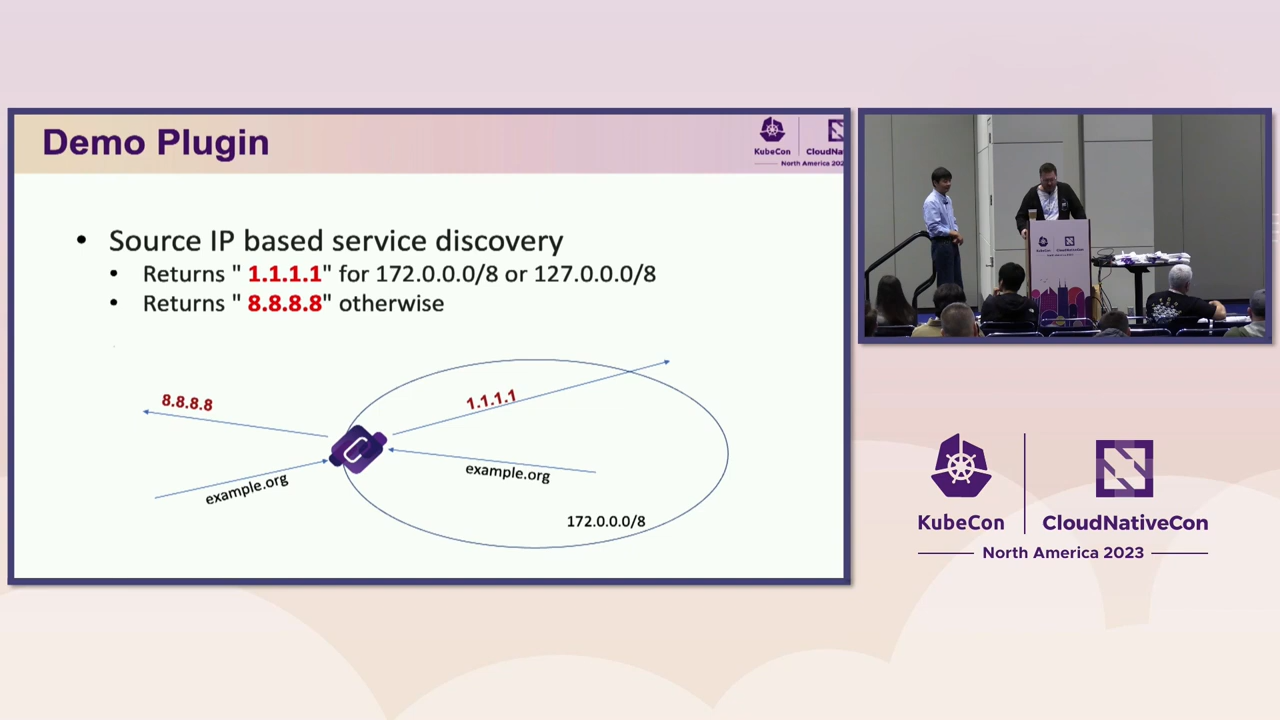 Demo Plugin
KubeCon
CloudNa
North America 202
• Source IP based service discovery
• Returns " 1.1.1.1" for 172.0.0.0/8 or 127.0.0.0/8
• Returns " 8.8.8.8" otherwise
8.8.8.8
1.1.1.1
example.org
example.org
172.0.0.0/8
KubeCon
CloudNativeCon
North America 2023